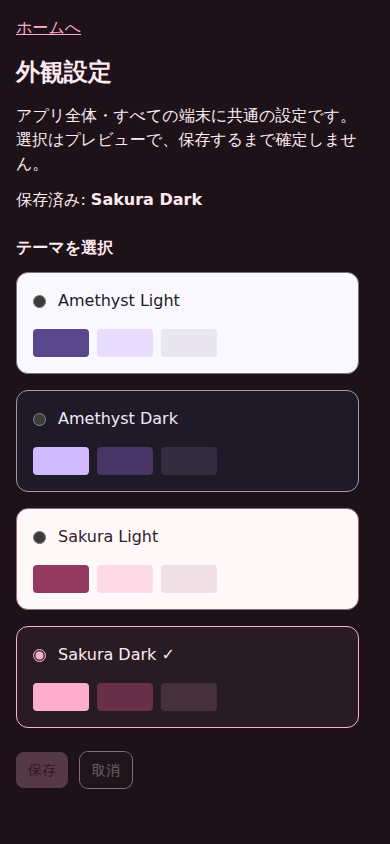 ホームへ
外観設定
アプリ全体・すべての端末に共通の設定です。
選択はプレビューで、保存するまで確定しませ
ん。
保存済み: Sakura Dark
テーマを選択
Amethyst Light
Amethyst Dark
Sakura Light
Sakura Dark ✓
保存 取消